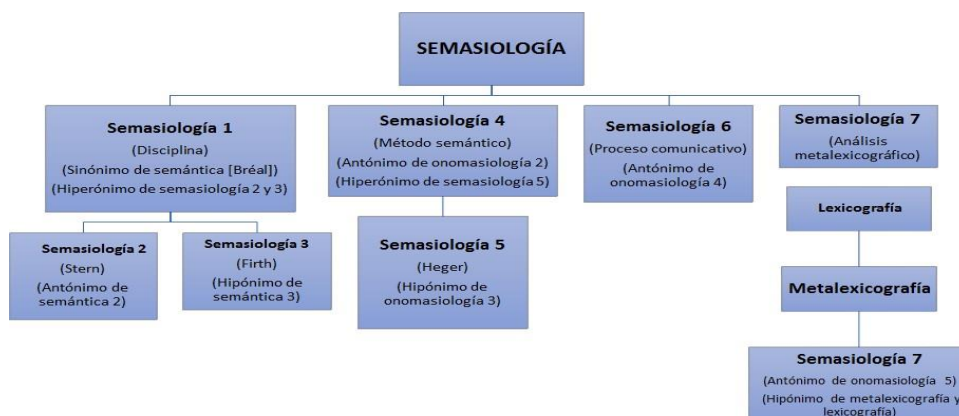 SEMASIOLOGÍA
Semasiología 1
(Disciplina)
(Sinónimo de semántica [Bréal])
(Hiperónimo de semasiología 2 y 3)
Semasiología 2
(Stern)
(Antónimo de
semántica 2)
Semasiología 3
(Firth)
(Hipónimo de
semántica 3)
Semasiología 4
(Método semántico)
(Antónimo de onomasiología 2)
(Hiperónimo de semasiología 5)
Semasiología 5
(Heger)
(Hipónimo de
onomasiología 3)
Semasiología 6
(Proceso comunicativo)
(Antónimo de
onomasiología 4)
Semasiología 7
(Análisis
metalexicográfico)
Lexicografía
Metalexicografía
Semasiología 7
(Antónimo de onomasiología 5)
(Hipónimo de metalexicografía y
lexicografía)